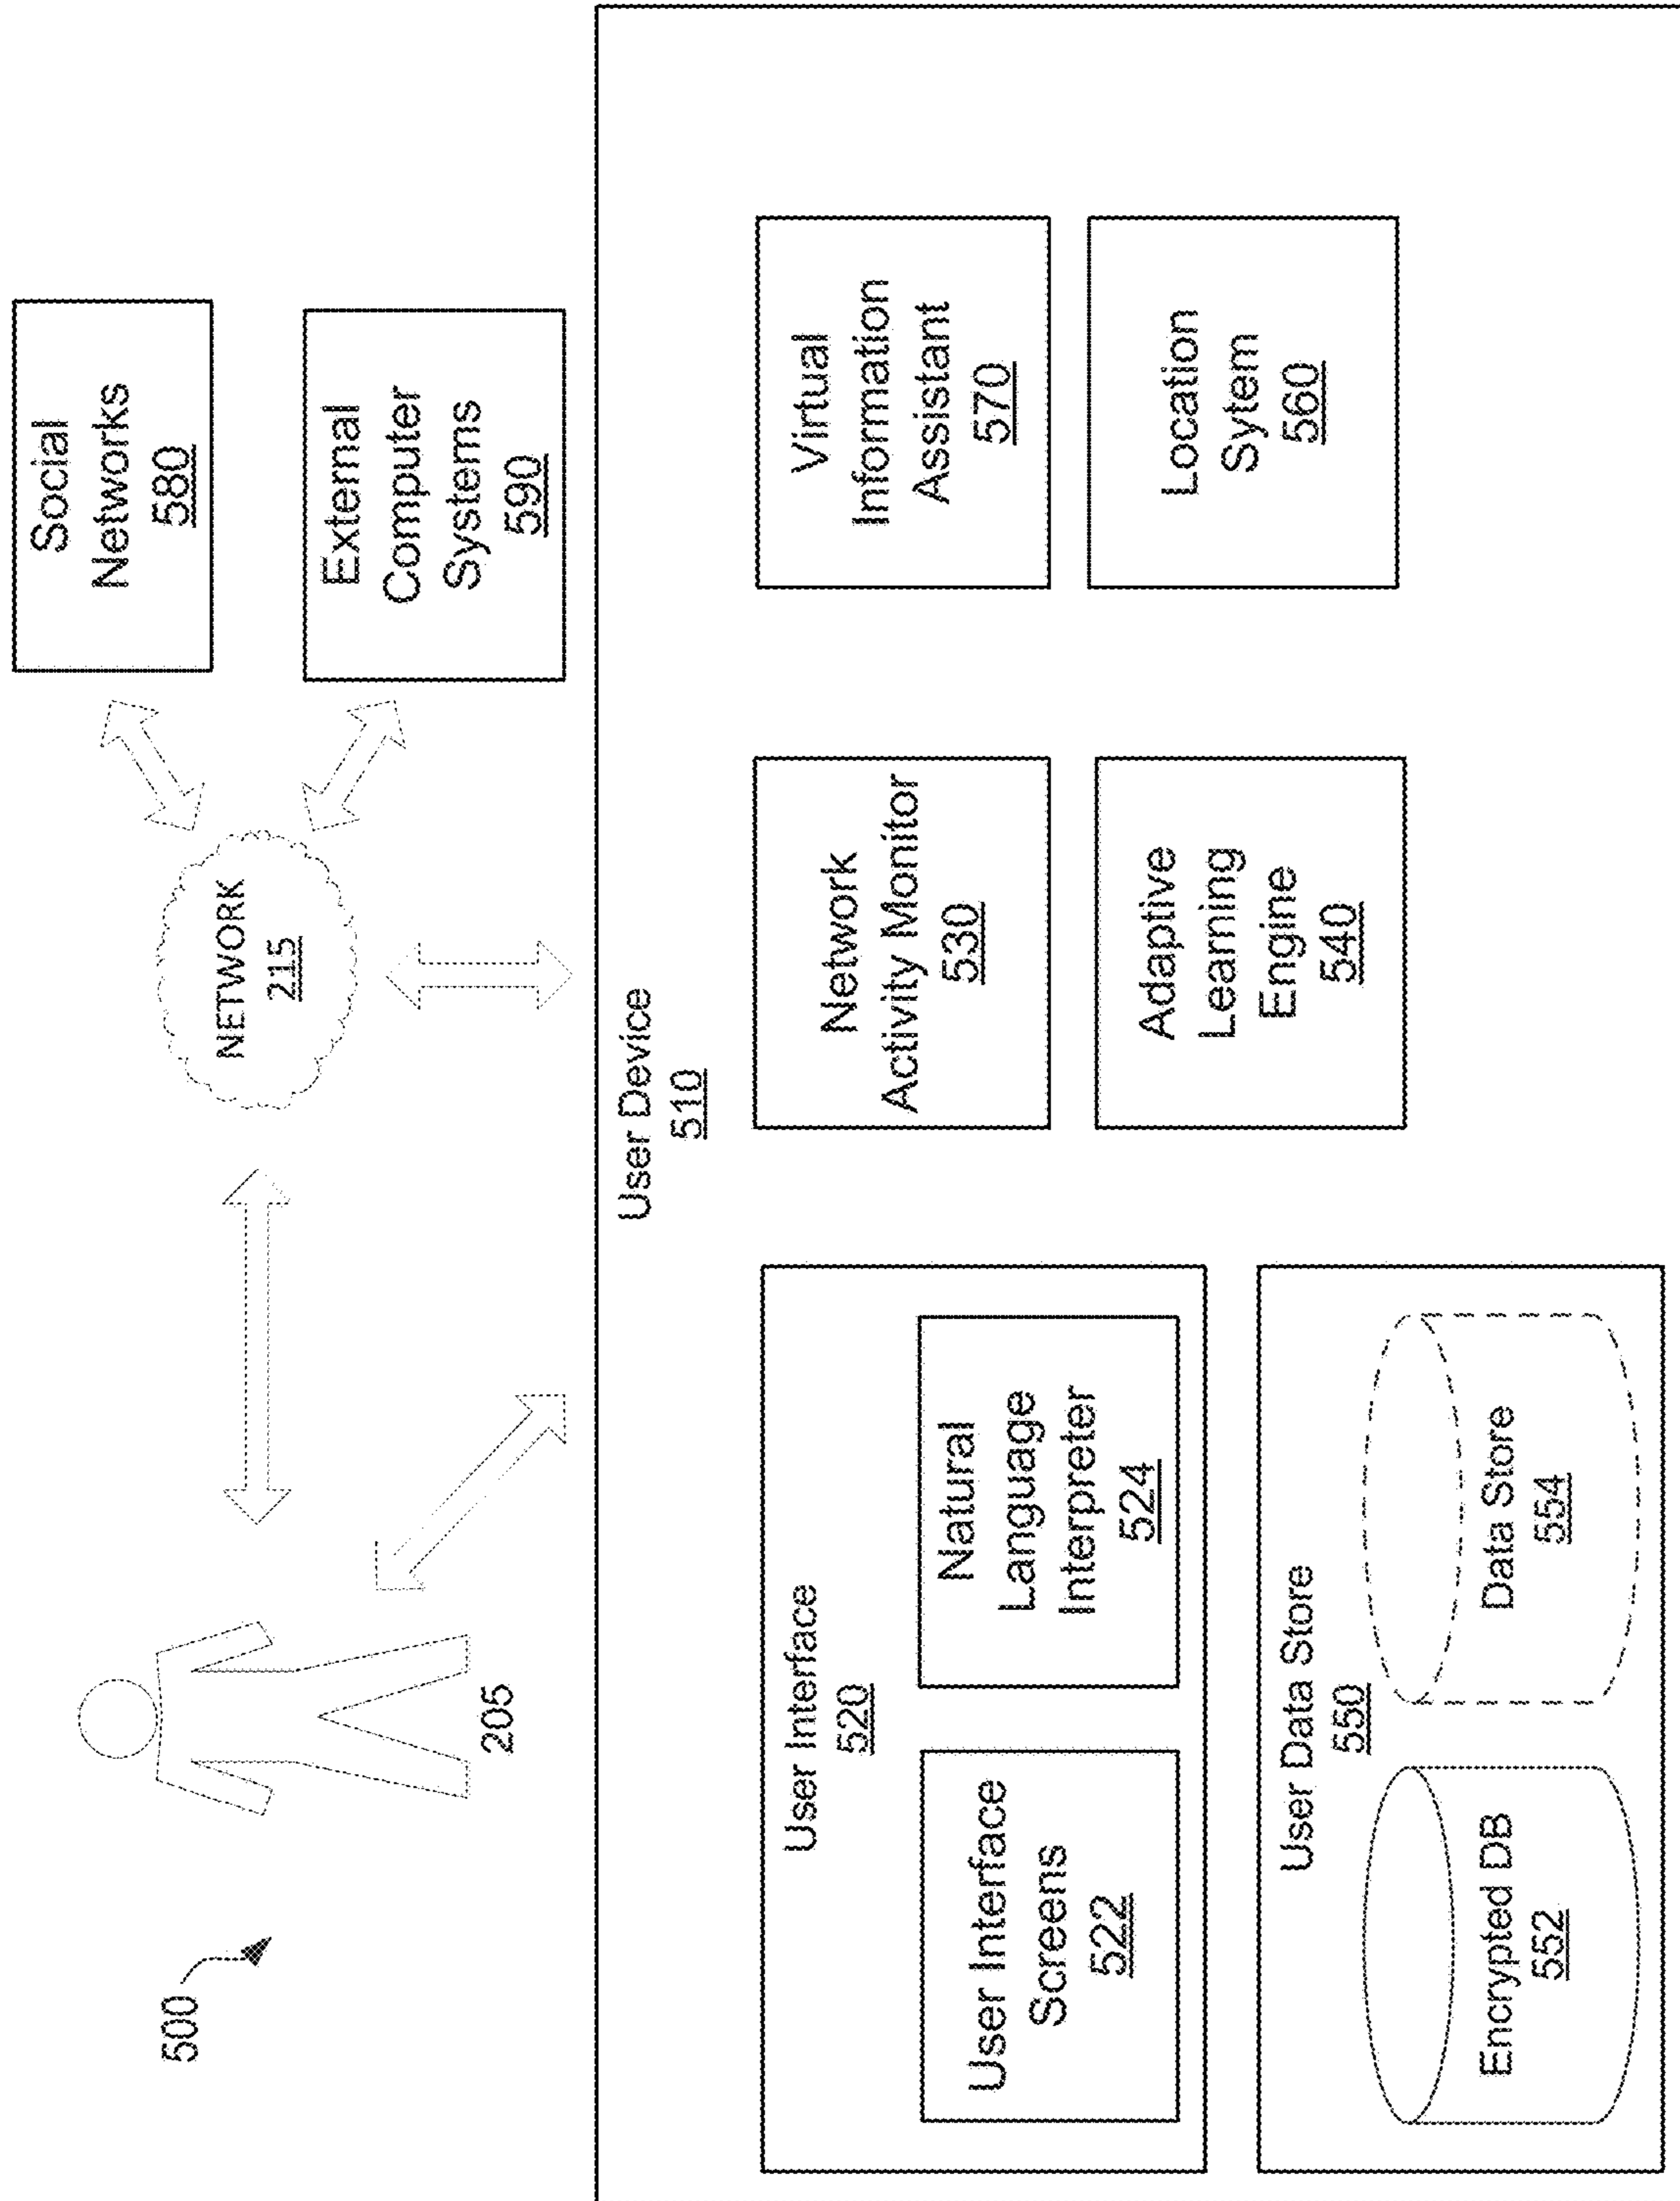 500
205
NETWORK
215
Social
Networks
580
External
Computer
Systems
590
User Device
510
User Interface
520
User Interface
Screens
522
Natural
Language
Interpreter
524
Network
Activity Monitor
530
Virtual
Information
Assistant
570
User Data Store
550
Encrypted DB
552
Data Store
554
Adaptive
Learning
Engine
540
Location
Sytem
560